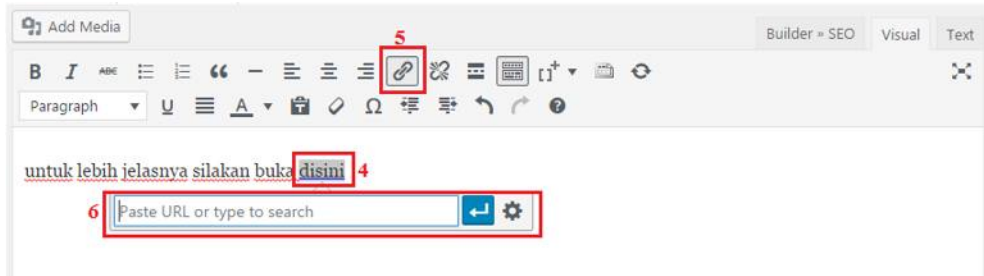 Add Media
5
Builder » SEO Visual Text
B I ABE “ Ω
Paragraph U A T Ω ?
untuk lebih jelasnya silakan buka disini 4
6 Paste URL or type to search